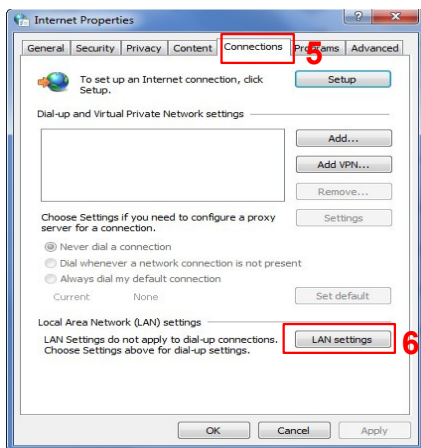 Internet Properties
General Security Privacy Content Connections Programs Advanced
5
To set up an Internet connection, click
Setup.
Setup
Dial-up and Virtual Private Network settings
Add...
Add VPN...
Remove...
Choose Settings if you need to configure a proxy
server for a connection.
Settings
Never dial a connection
Dial whenever a network connection is not present
Always dial my default connection
Current None
Set default
Local Area Network (LAN) settings
LAN Settings do not apply to dial-up connections.
Choose Settings above for dial-up settings.
LAN settings
6
OK Cancel Apply